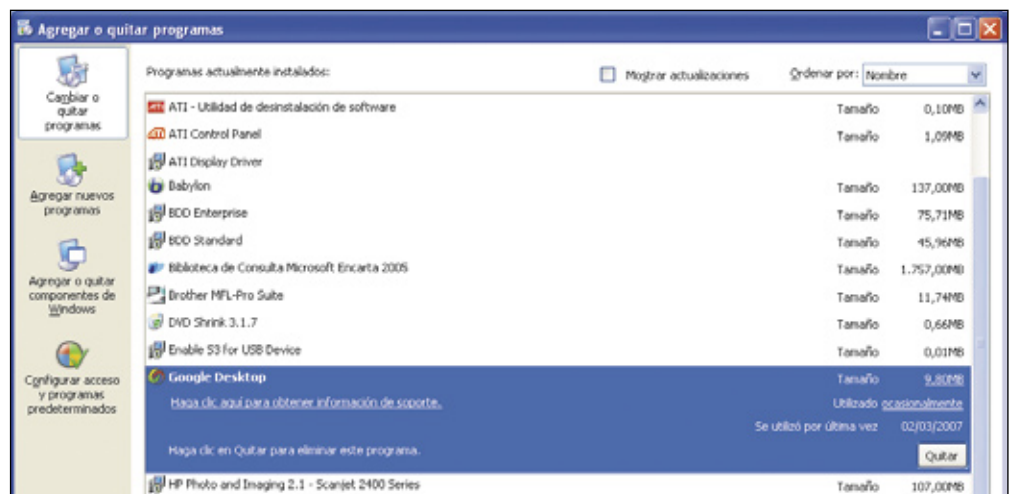 Agregar o quitar programas
Cambiar o
quitar
programas
Agregar nuevos
programas
Agregar o quitar
componentes de
Windows
Configurar acceso
y programas
predeterminados
Programas actualmente instalados:
Mostrar actualizaciones
Ordenar por: Nombre
ATI - Utilidad de desinstalación de software Tamaño 0,10MB
ATI Control Panel Tamaño 1,09MB
ATI Display Driver
Babylon Tamaño 137,00MB
BDD Enterprise Tamaño 75,71MB
BDD Standard Tamaño 45,96MB
Biblioteca de Consulta Microsoft Encarta 2005 Tamaño 1.757,00MB
Brother MFL-Pro Suite Tamaño 11,74MB
DVD Shrink 3.1.7 Tamaño 0,66MB
Enable S3 for USB Device Tamaño 0,01MB
Google Desktop Tamaño 9,80MB
Haga clic aquí para obtener información de soporte. Utilizado ocasionalmente
Se utilizó por última vez 02/03/2007
Haga clic en Quitar para eliminar este programa. Quitar
HP Photo and Imaging 2.1 - Scanjet 2400 Series Tamaño 107,00MB